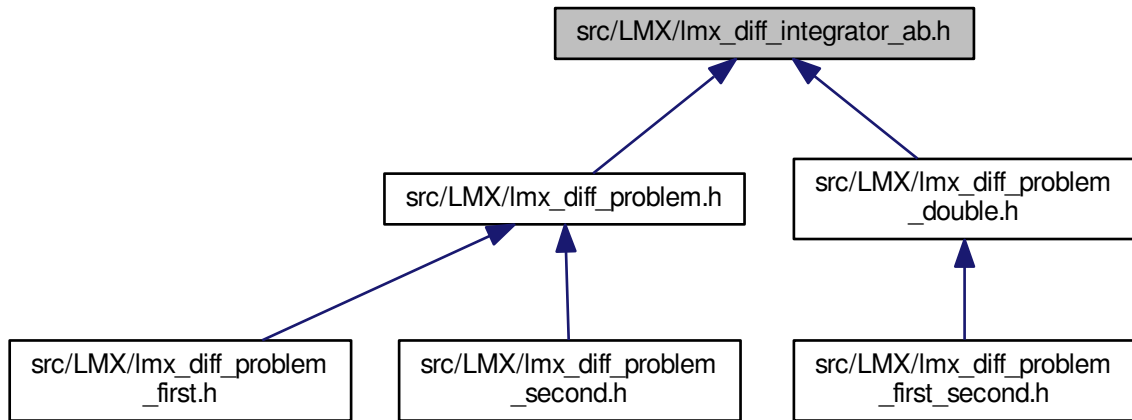 src/LMX/lmx_diff_integrator_ab.h
src/LMX/lmx_diff_problem.h
src/LMX/lmx_diff_problem
_double.h
src/LMX/lmx_diff_problem
_first.h
src/LMX/lmx_diff_problem
_second.h
src/LMX/lmx_diff_problem
_first_second.h